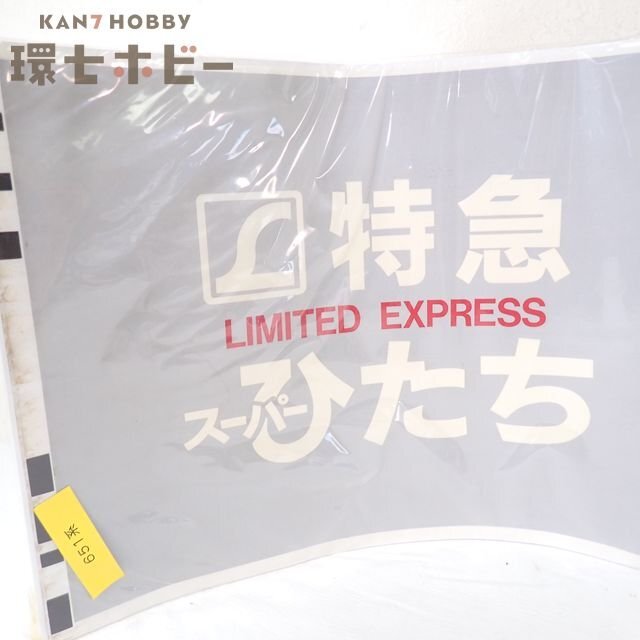 KAN7 HOBBY
環七ホビー
特急
LIMITED EXPRESS
スーパーひたち
651系